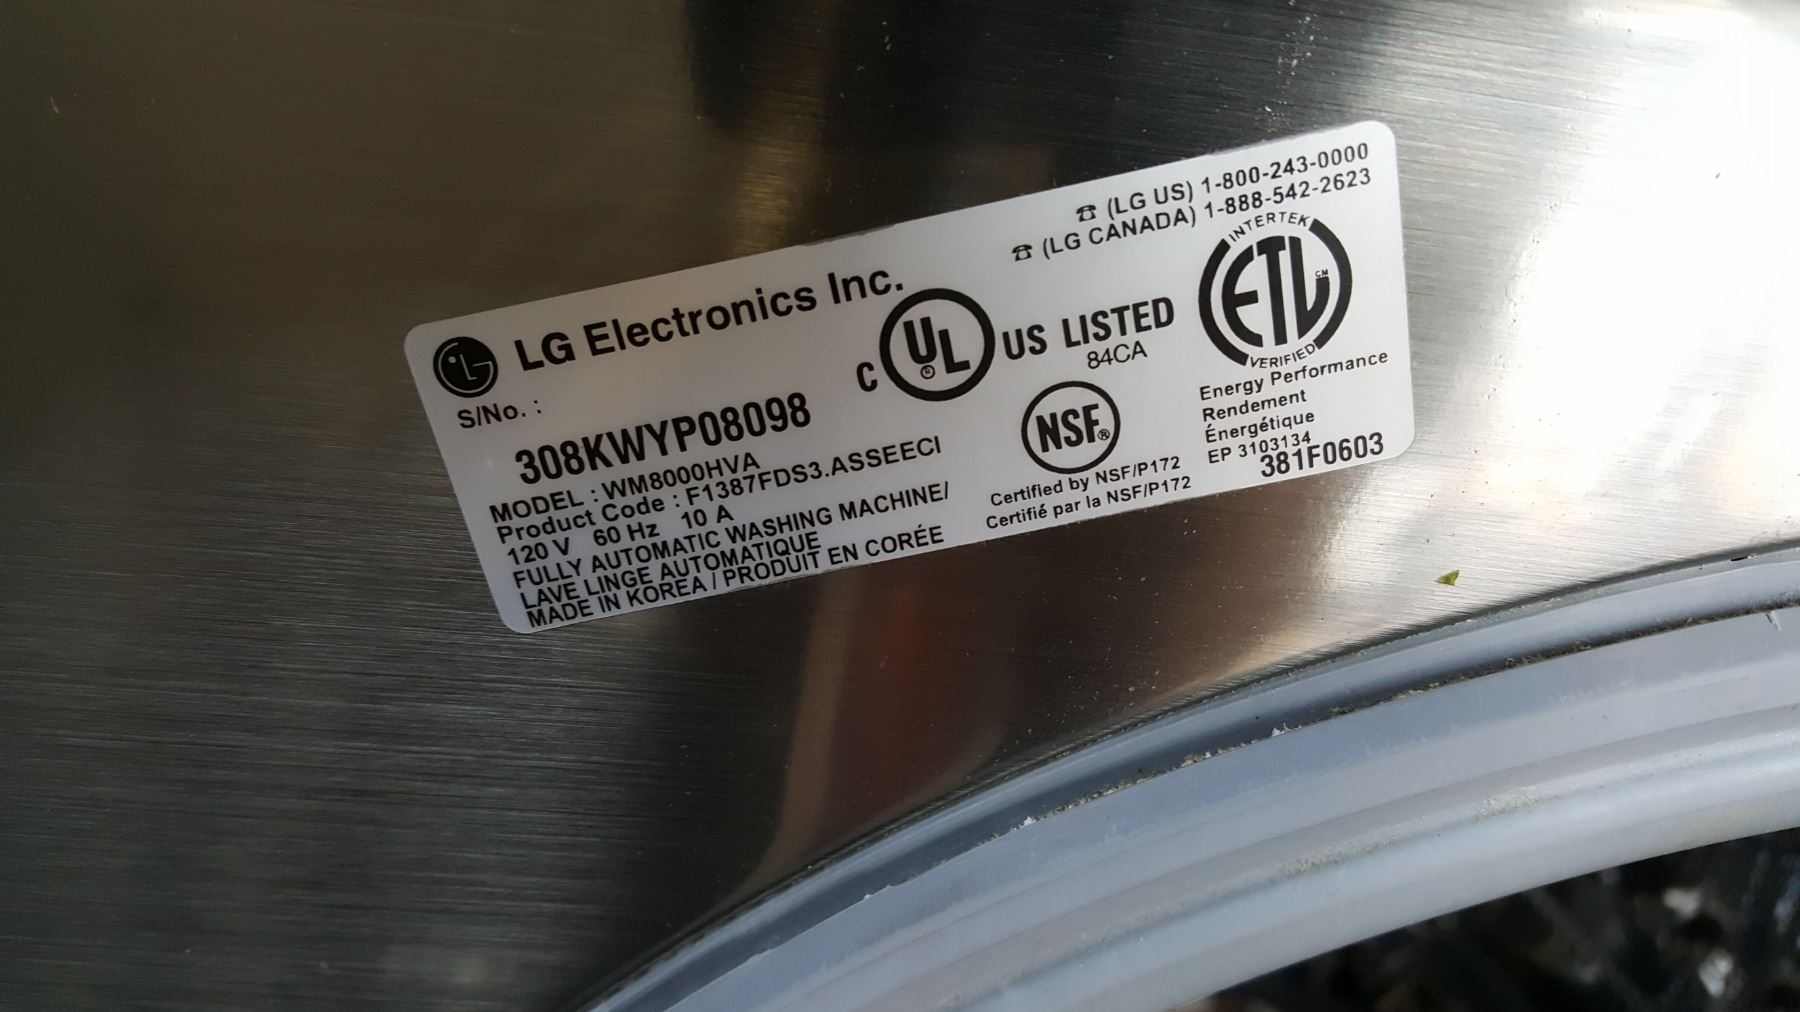 ☎ (LG US) 1-800-243-0000
☎ (LG CANADA) 1-888-542-2623
LG LG Electronics Inc.
S/No. :
308KWYP08098
MODEL : WM8000HVA
Product Code : F1387FDS3.ASSEECI
120 V 60 Hz 10 A
FULLY AUTOMATIC WASHING MACHINE/
LAVE LINGE AUTOMATIQUE
MADE IN KOREA / PRODUIT EN CORÉE
C UL® US LISTED
84CA
NSF®
Certified by NSF/P172
Certifié par la NSF/P172
INTERTEK
ETL CM
VERIFIED
Energy Performance
Rendement
Énergétique
EP 3103134
381F0603